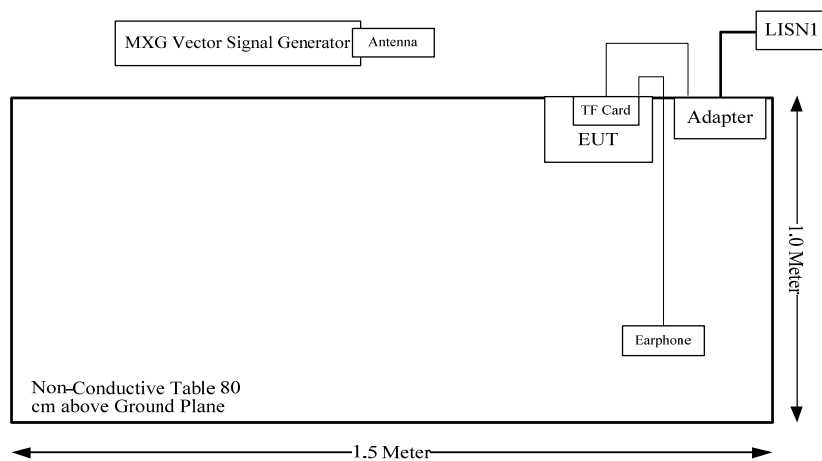 LISN1
MXG Vector Signal Generator
Antenna
TF Card
EUT
Adapter
1.0 Meter
Earphone
Non-Conductive Table 80
cm above Ground Plane
1.5 Meter